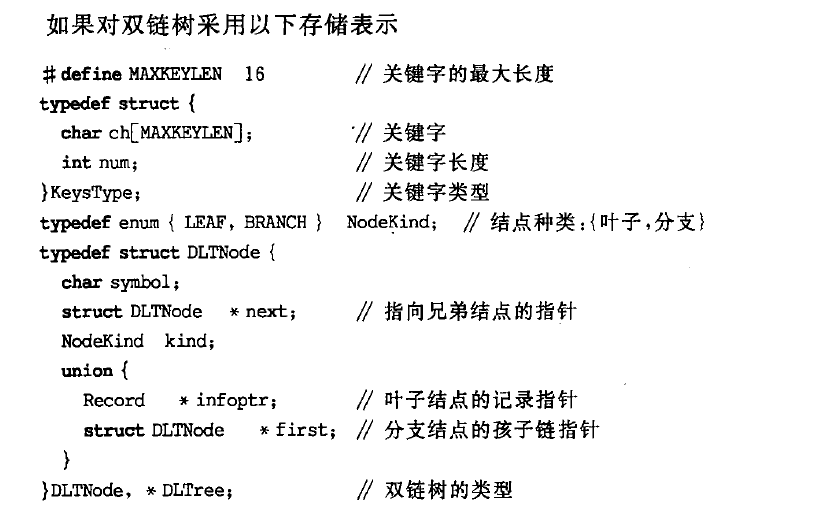 如果对双链树采用以下存储表示
#define MAXKEYLEN 16 // 关键字的最大长度
typedef struct {
char ch[MAXKEYLEN]; // 关键字
int num; // 关键字长度
}KeysType; // 关键字类型
typedef enum { LEAF, BRANCH } NodeKind; // 结点种类:{叶子,分支}
typedef struct DLTNode {
char symbol;
struct DLTNode * next; // 指向兄弟结点的指针
NodeKind kind;
union {
Record * infoptr; // 叶子结点的记录指针
struct DLTNode * first; // 分支结点的孩子链指针
}
}DLTNode, * DLTree; // 双链树的类型